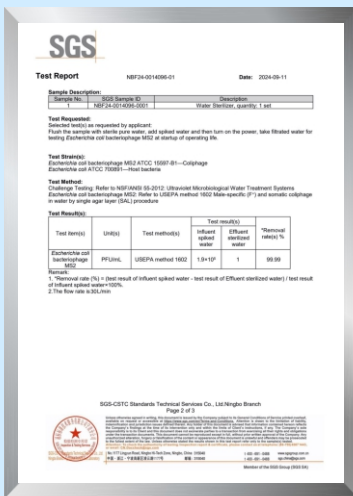 SGS
Test Report NBF24-0014096-01 Date: 2024-09-11
Sample Description:
Sample No. SGS Sample ID Description
1 NBF24-0014096-0001 Water Sterilizer, quantity: 1 set
Test Requested:
Selected test(s) as requested by applicant:
Flush the sample with sterile pure water, add spiked water and then turn on the power, take filtrated water for
testing Escherichia coli bacteriophage MS2 at startup of operating life.
Test Strain(s):
Escherichia coli bacteriophage MS2 ATCC 15597-B1—Coliphage
Escherichia coli ATCC 700891—Host bacteria
Test Method:
Challenge Testing: Refer to NSF/ANSI 55-2012: Ultraviolet Microbiological Water Treatment Systems
Escherichia coli bacteriophage MS2: Refer to USEPA method 1602 Male-specific (F⁺) and somatic coliphage
in water by single agar layer (SAL) procedure
Test Result(s):
Test item(s) Unit(s) Test method(s) Test result(s) *Removal rate(s) %
Influent spiked water Effluent sterilized water
Escherichia coli bacteriophage MS2 PFU/mL USEPA method 1602 1 99.99
Remark:
1. *Removal rate (%) = (test result of Influent spiked water - test result of Effluent sterilized water) / test result
of Influent spiked water×100%.
2.The flow rate is30L/min
SGS-CSTC Standards Technical Services Co., Ltd.Ningbo Branch
Page 2 of 3
Member of the SGS Group (SGS SA)